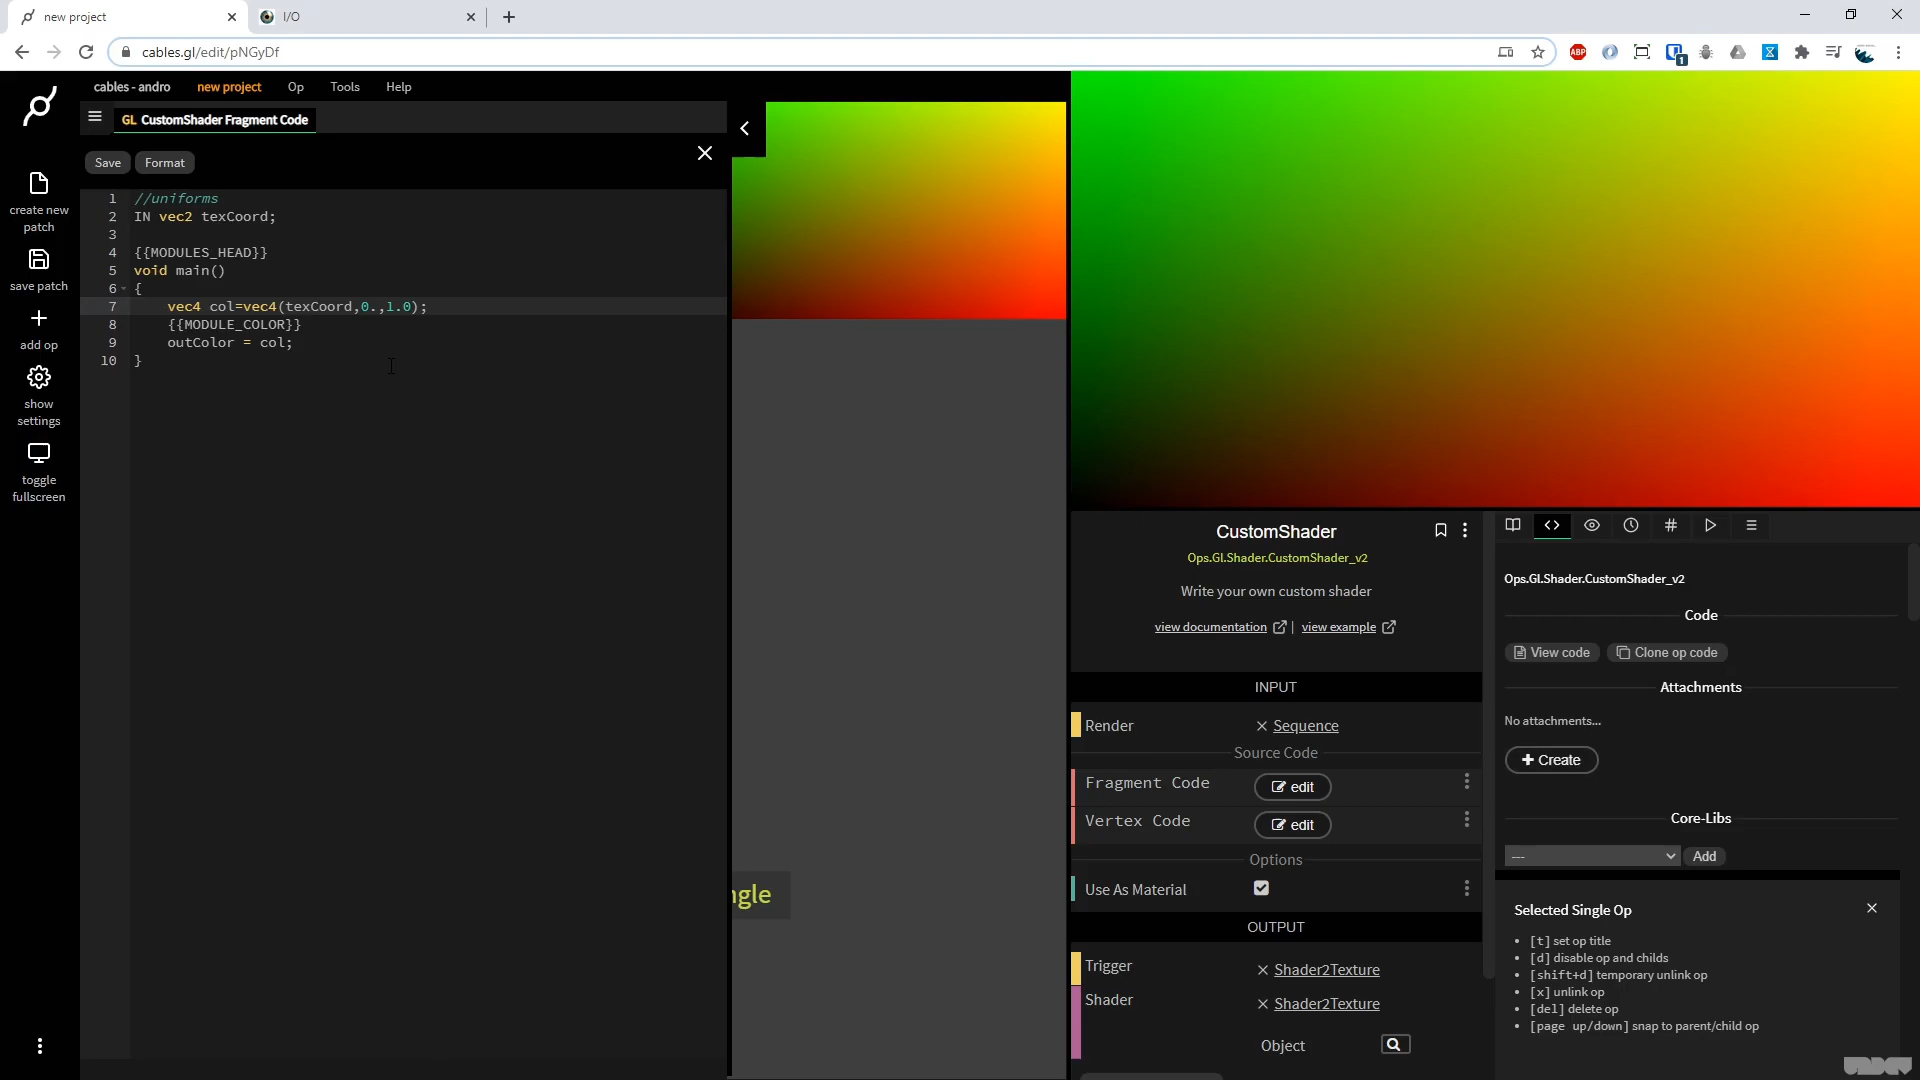 new project
I/O
cables.gl/edit/pNGyDf
ABP
1
cables - andro
new project
Op
Tools
Help
GL CustomShader Fragment Code
Save
Format
create new
patch
save patch
add op
show
settings
toggle
fullscreen
1 //uniforms
2 IN vec2 texCoord;
3
4 {{MODULES_HEAD}}
5 void main()
6 {
7 vec4 col=vec4(texCoord,0.,1.0);
8 {{MODULE_COLOR}}
9 outColor = col;
10 }
ngle
CustomShader
Ops.Gl.Shader.CustomShader_v2
Write your own custom shader
view documentation | view example
INPUT
Render
Sequence
Source Code
Fragment Code
edit
Vertex Code
edit
Options
Use As Material
OUTPUT
Trigger
Shader2Texture
Shader
Shader2Texture
Object
Ops.Gl.Shader.CustomShader_v2
Code
View code
Clone op code
Attachments
No attachments...
+ Create
Core-Libs
---
Add
Selected Single Op
[t] set op title
[d] disable op and childs
[shift+d] temporary unlink op
[x] unlink op
[del] delete op
[page up/down] snap to parent/child op